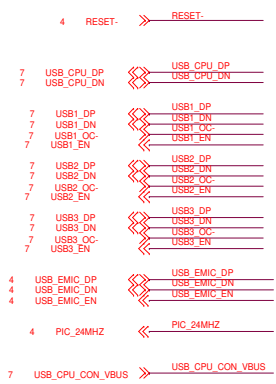 4 RESET- RESET-
7 USB_CPU_DP USB_CPU_DP
7 USB_CPU_DN USB_CPU_DN
7 USB1_DP USB1_DP
7 USB1_DN USB1_DN
7 USB1_OC- USB1_OC-
7 USB1_EN USB1_EN
7 USB2_DP USB2_DP
7 USB2_DN USB2_DN
7 USB2_OC- USB2_OC-
7 USB2_EN USB2_EN
7 USB3_DP USB3_DP
7 USB3_DN USB3_DN
7 USB3_OC- USB3_OC-
7 USB3_EN USB3_EN
4 USB_EMIC_DP USB_EMIC_DP
4 USB_EMIC_DN USB_EMIC_DN
4 USB_EMIC_EN USB_EMIC_EN
4 PIC_24MHZ PIC_24MHZ
7 USB_CPU_CON_VBUS USB_CPU_CON_VBUS